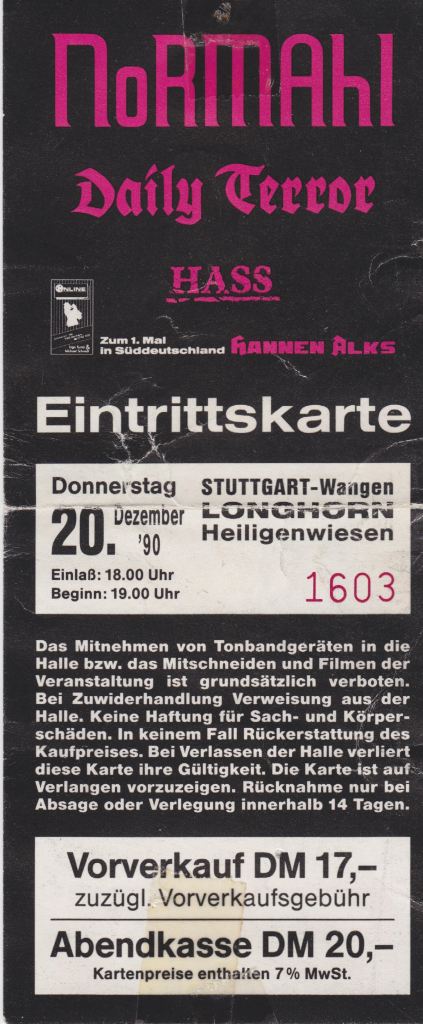 NoRMAhl
Daily Terror
HASS
ONLINE
Zum 1. Mal
in Süddeutschland HANNEN ALKS
Eintrittskarte
Donnerstag
20. Dezember '90
Einlaß: 18.00 Uhr
Beginn: 19.00 Uhr
STUTTGART-Wangen
LONGHORN
Heiligenwiesen
1603
Das Mitnehmen von Tonbandgeräten in die
Halle bzw. das Mitschneiden und Filmen der
Veranstaltung ist grundsätzlich verboten.
Bei Zuwiderhandlung Verweisung aus der
Halle. Keine Haftung für Sach- und Körper-
schäden. In keinem Fall Rückerstattung des
Kaufpreises. Bei Verlassen der Halle verliert
diese Karte ihre Gültigkeit. Die Karte ist auf
Verlangen vorzuzeigen. Rücknahme nur bei
Absage oder Verlegung innerhalb 14 Tagen.
Vorverkauf DM 17,–
zuzügl. Vorverkaufsgebühr
Abendkasse DM 20,–
Kartenpreise enthalten 7% MwSt.